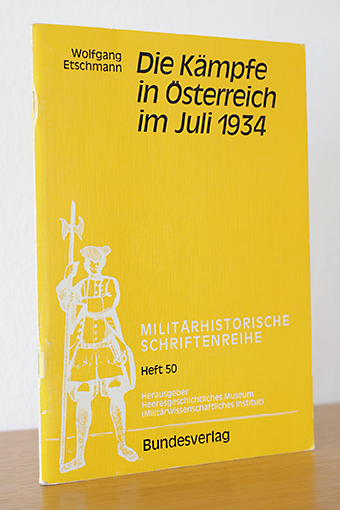 Wolfgang
Etschmann
Die Kämpfe
in Österreich
im Juli 1934
MILITÄRHISTORISCHE
SCHRIFTENREIHE
Heft 50
Herausgeber
Heeresgeschichtliches Museum
(Militärwissenschaftliches Institut)
Bundesverlag